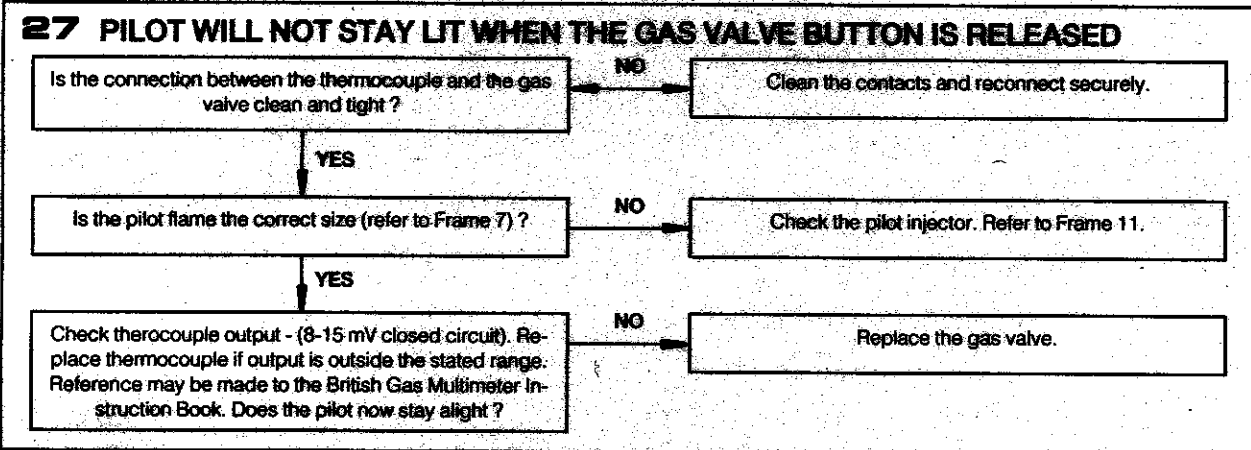 27 PILOT WILL NOT STAY LIT WHEN THE GAS VALVE BUTTON IS RELEASED
Is the connection between the thermocouple and the gas
valve clean and tight ?
NO
Clean the contacts and reconnect securely.
YES
Is the pilot flame the correct size (refer to Frame 7) ?
NO
Check the pilot injector. Refer to Frame 11.
YES
Check therocouple output - (8-15 mV closed circuit). Re-
place thermocouple if output is outside the stated range.
Reference may be made to the British Gas Multimeter In-
struction Book. Does the pilot now stay alight ?
NO
Replace the gas valve.